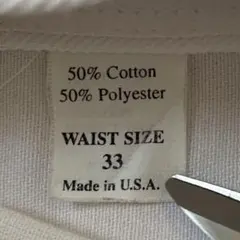 50% Cotton
50% Polyester
WAIST SIZE
33
Made in U.S.A.